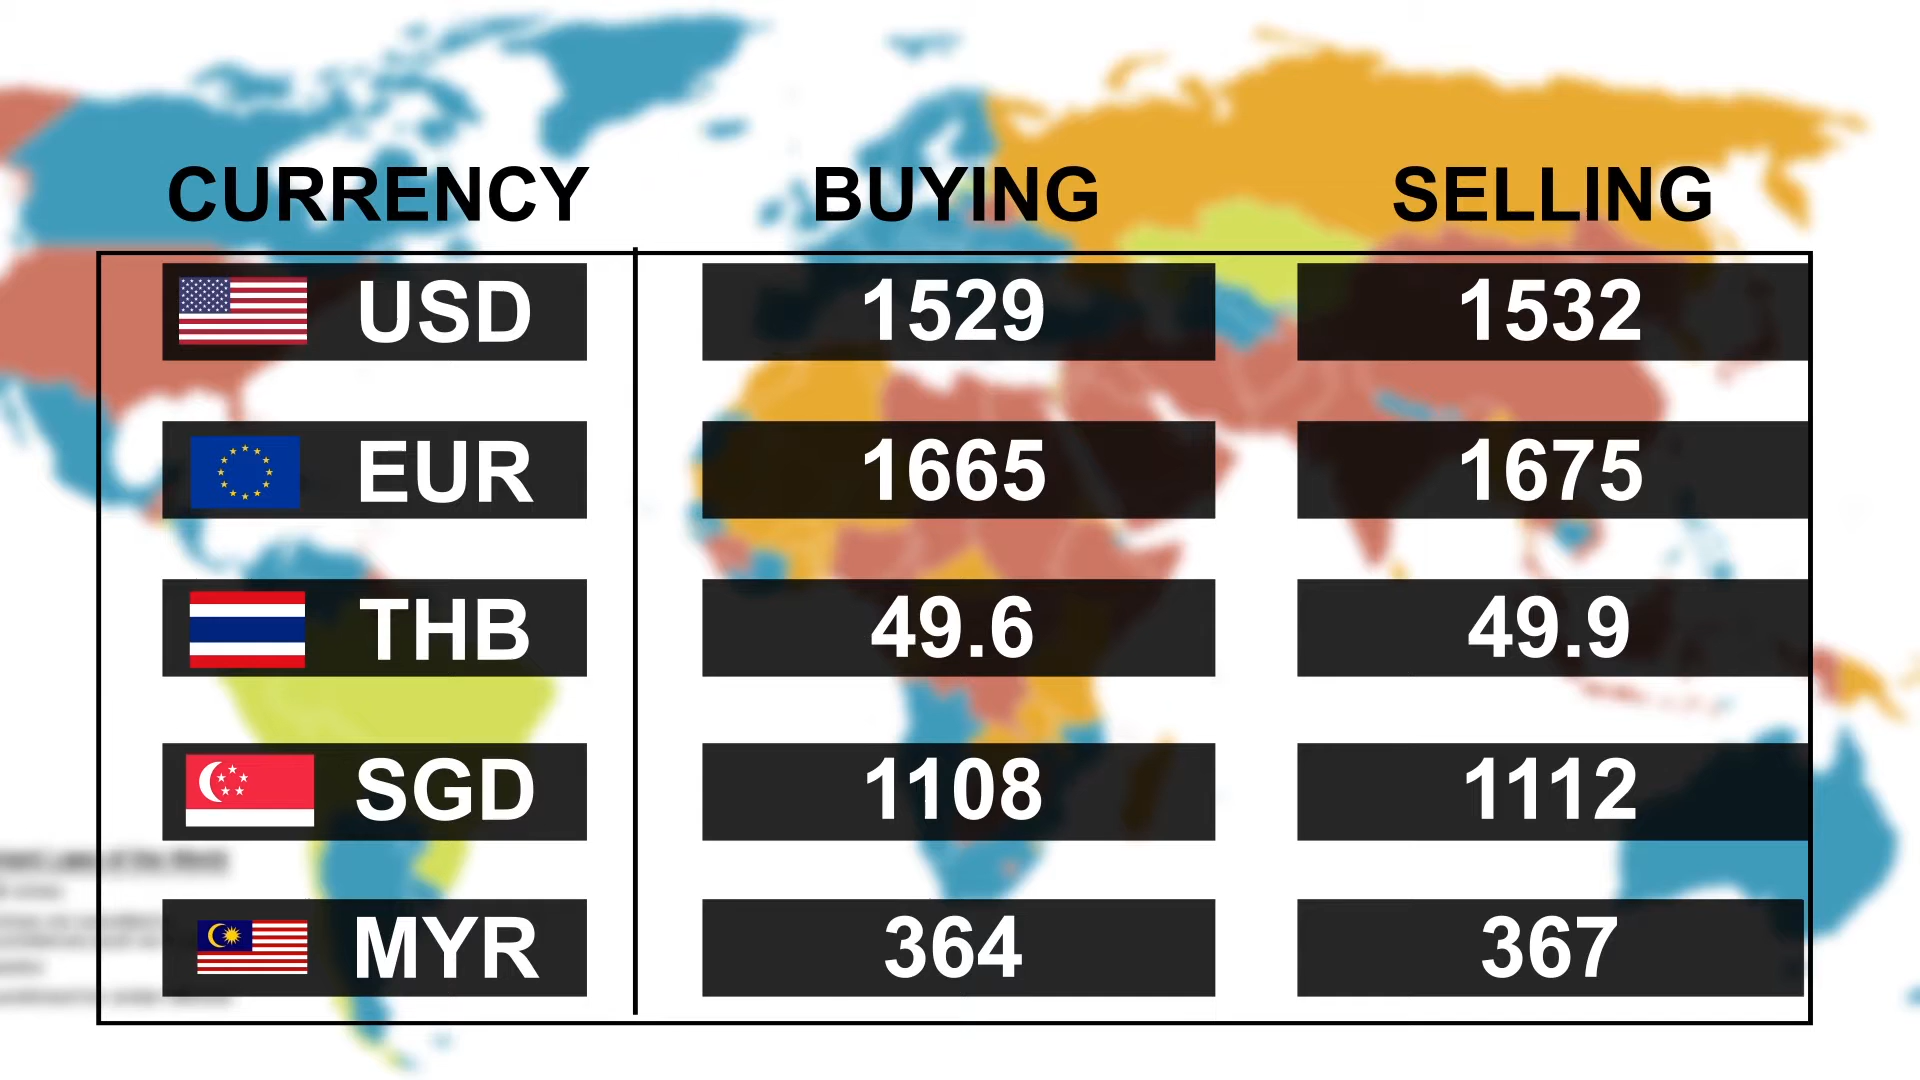 CURRENCY BUYING SELLING
USD 1529 1532
EUR 1665 1675
THB 49.6 49.9
SGD 1108 1112
MYR 364 367